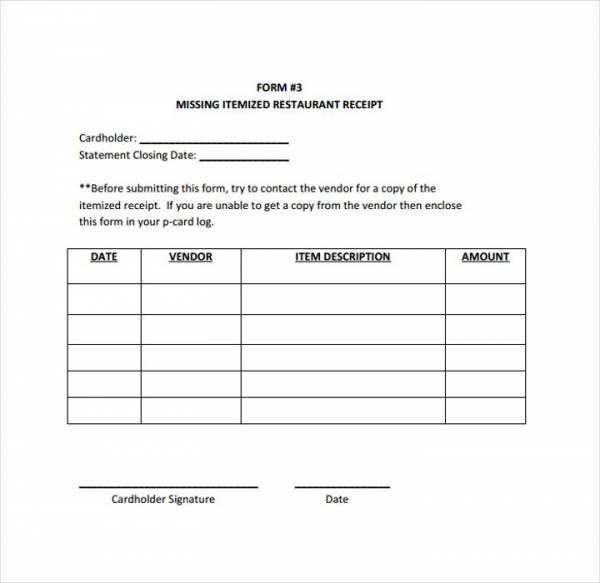 FORM #3
MISSING ITEMIZED RESTAURANT RECEIPT
Cardholder: _________________________
Statement Closing Date: _______________
**Before submitting this form, try to contact the vendor for a copy of the
itemized receipt.  If you are unable to get a copy from the vendor then enclose
this form in your p-card log.
DATE VENDOR ITEM DESCRIPTION AMOUNT
Cardholder Signature Date